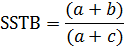 SSTB = (a + b) / (a + c)